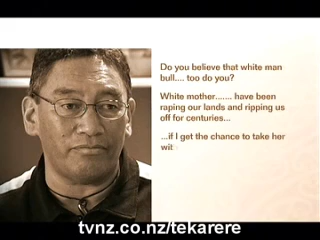 Do you believe that white man
bull.... too do you?
White mother....... have been
raping our lands and ripping us
off for centuries...
...if I get the chance to take her
wit
tvnz.co.nz/tekarere